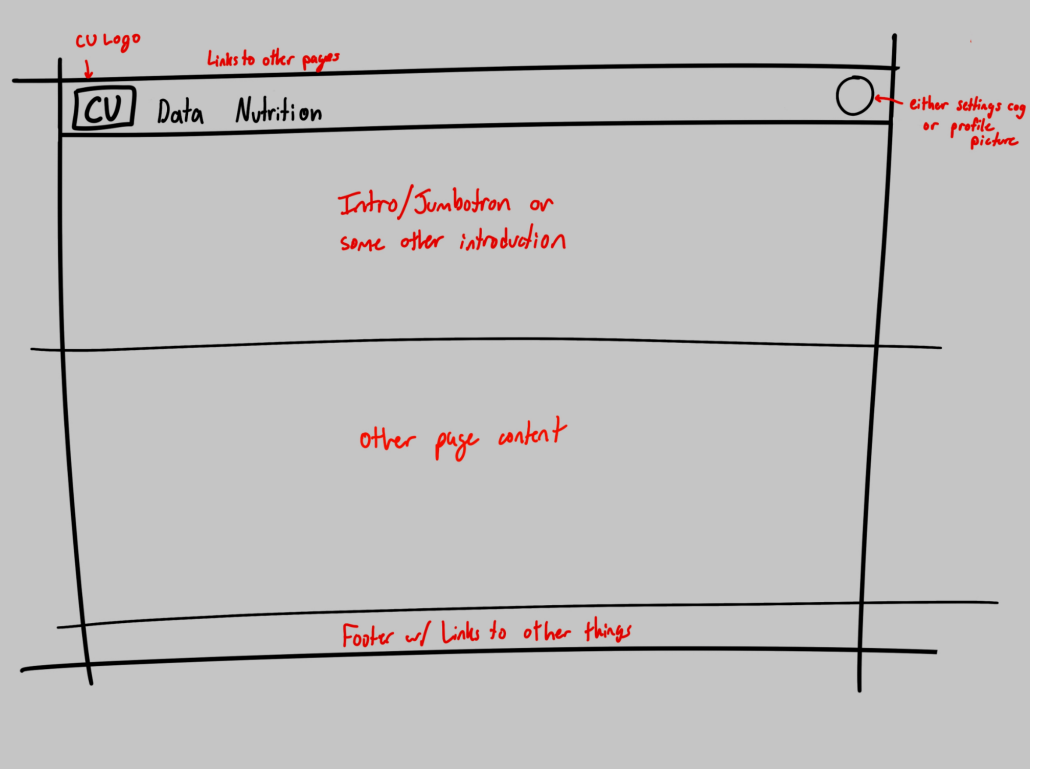 CU Logo
Links to other pages
CU Data Nutrition
either settings cog
or profile
picture
Intro/Jumbotron or
some other introduction
Other page content
Footer w/ Links to other things